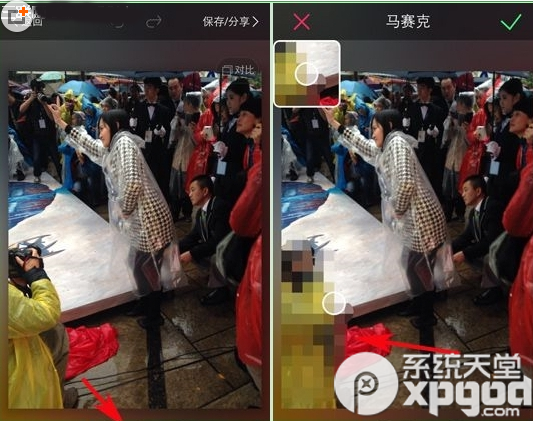 保存/分享
对比
马赛克
系统天堂
xpgod
.com